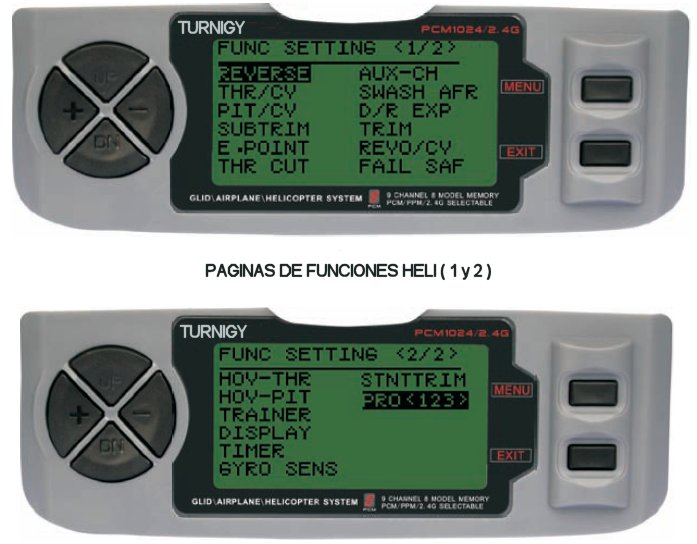 TURNIGY
PCM1024/2.4G
FUNC SETTING <1/2>
REVERSE AUX-CH
THR/CV SWASH AFR
PIT/CV D/R EXP
SUBTRIM TRIM
E.POINT REVO/CV
THR CUT FAIL SAF
UP
+ -
DN
MENU
EXIT
GLID\AIRPLANE\HELICOPTER SYSTEM
PCM
9 CHANNEL 8 MODEL MEMORY
PCM/PPM/2.4G SELECTABLE
PAGINAS DE FUNCIONES HELI ( 1 y 2 )
TURNIGY
PCM1024/2.4G
FUNC SETTING <2/2>
HOV-THR STNTTRIM
HOV-PIT PRO<123>
TRAINER
DISPLAY
TIMER
GYRO SENS
UP
+ -
DN
MENU
EXIT
GLID\AIRPLANE\HELICOPTER SYSTEM
PCM
9 CHANNEL 8 MODEL MEMORY
PCM/PPM/2.4G SELECTABLE